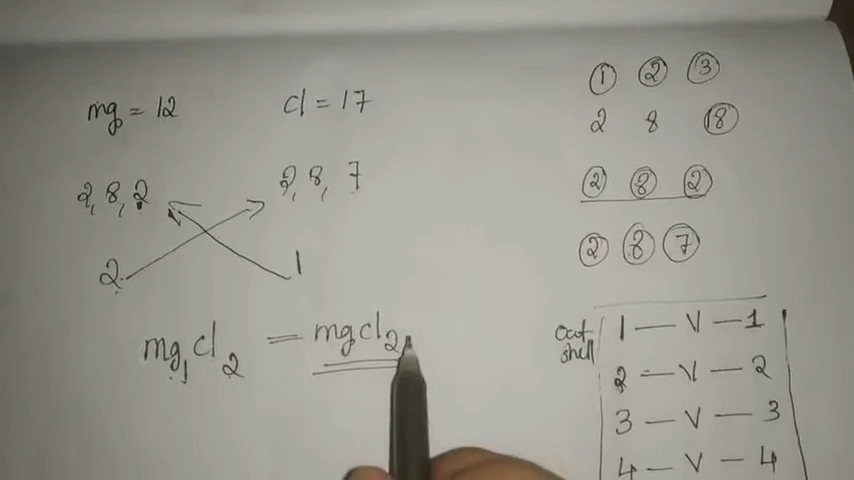 mg = 12
cl = 17
2, 8, 2
2, 8, 7
2
1
mg1 cl2 = mgcl2
1 2 3
2 8 18
2 8 2
2 8 7
out shell
1 — V — 1
2 — V — 2
3 — V — 3
4 — V — 4